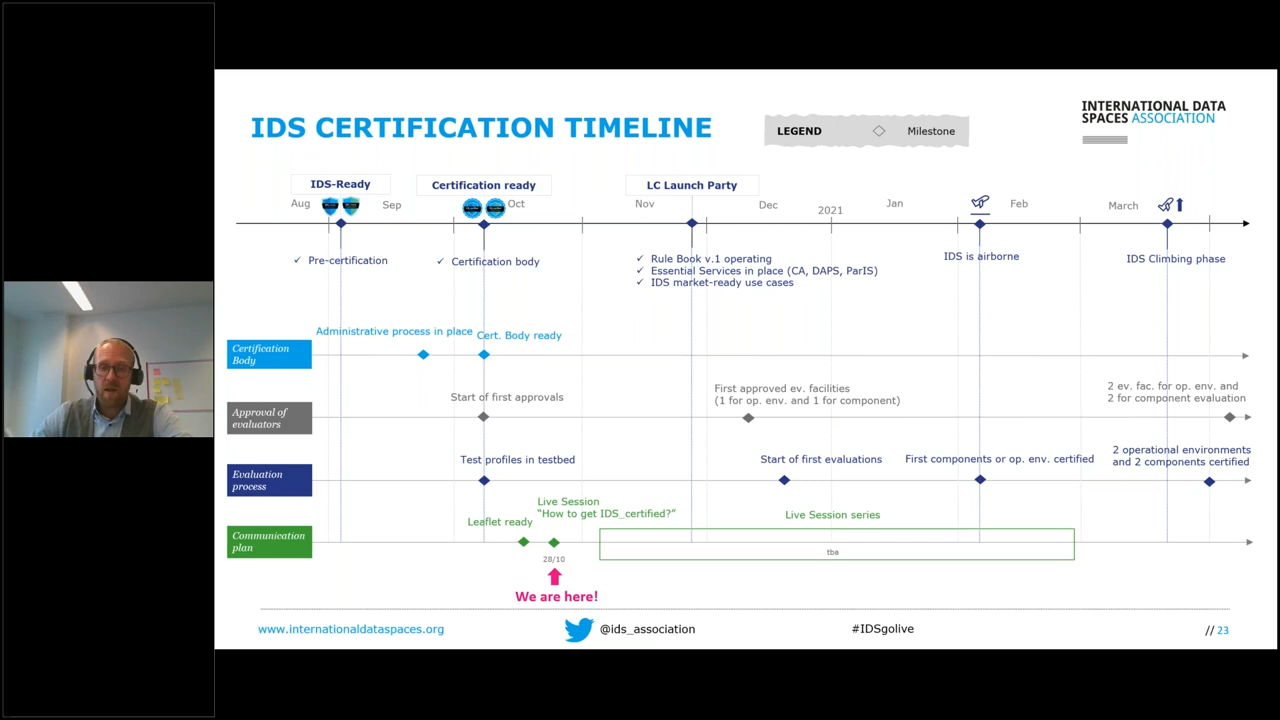 IDS CERTIFICATION TIMELINE
LEGEND
Milestone
INTERNATIONAL DATA
SPACES ASSOCIATION
IDS-Ready
Certification ready
LC Launch Party
Aug
Sep
Oct
Nov
Dec
2021
Jan
Feb
March
✓ Pre-certification
✓ Certification body
✓ Rule Book v.1 operating
✓ Essential Services in place (CA, DAPS, ParIS)
✓ IDS market-ready use cases
IDS is airborne
IDS Climbing phase
Certification
Body
Administrative process in place
Cert. Body ready
Approval of
evaluators
Start of first approvals
First approved ev. facilities
(1 for op. env. and 1 for component)
2 ev. fac. for op. env. and
2 for component evaluation
Evaluation
process
Test profiles in testbed
Start of first evaluations
First components or op. env. certified
2 operational environments
and 2 components certified
Communication
plan
Leaflet ready
Live Session
"How to get IDS_certified?"
Live Session series
tba
28/10
We are here!
www.internationaldataspaces.org
@ids_association
#IDSgolive
// 23